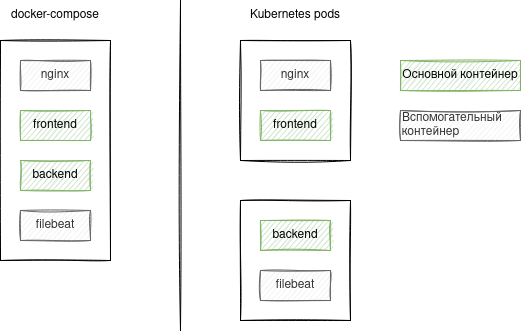 docker-compose
nginx
frontend
backend
filebeat
Kubernetes pods
nginx
frontend
backend
filebeat
Основной контейнер
Вспомогательный
контейнер